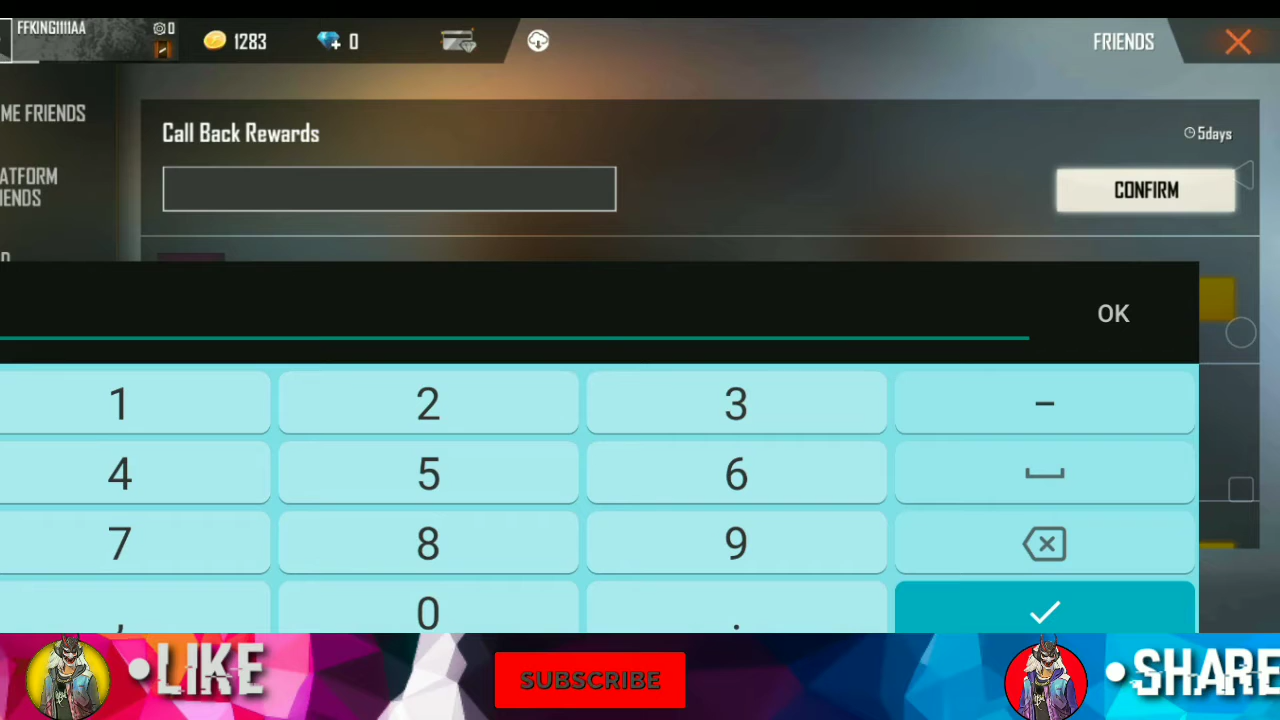 FFKING1111AA
0
1283
0
FRIENDS
ME FRIENDS
Call Back Rewards
5days
ATFORM
IENDS
CONFIRM
OK
1
2
3
–
4
5
6
7
8
9
,
0
.
•LIKE
SUBSCRIBE
•SHARE